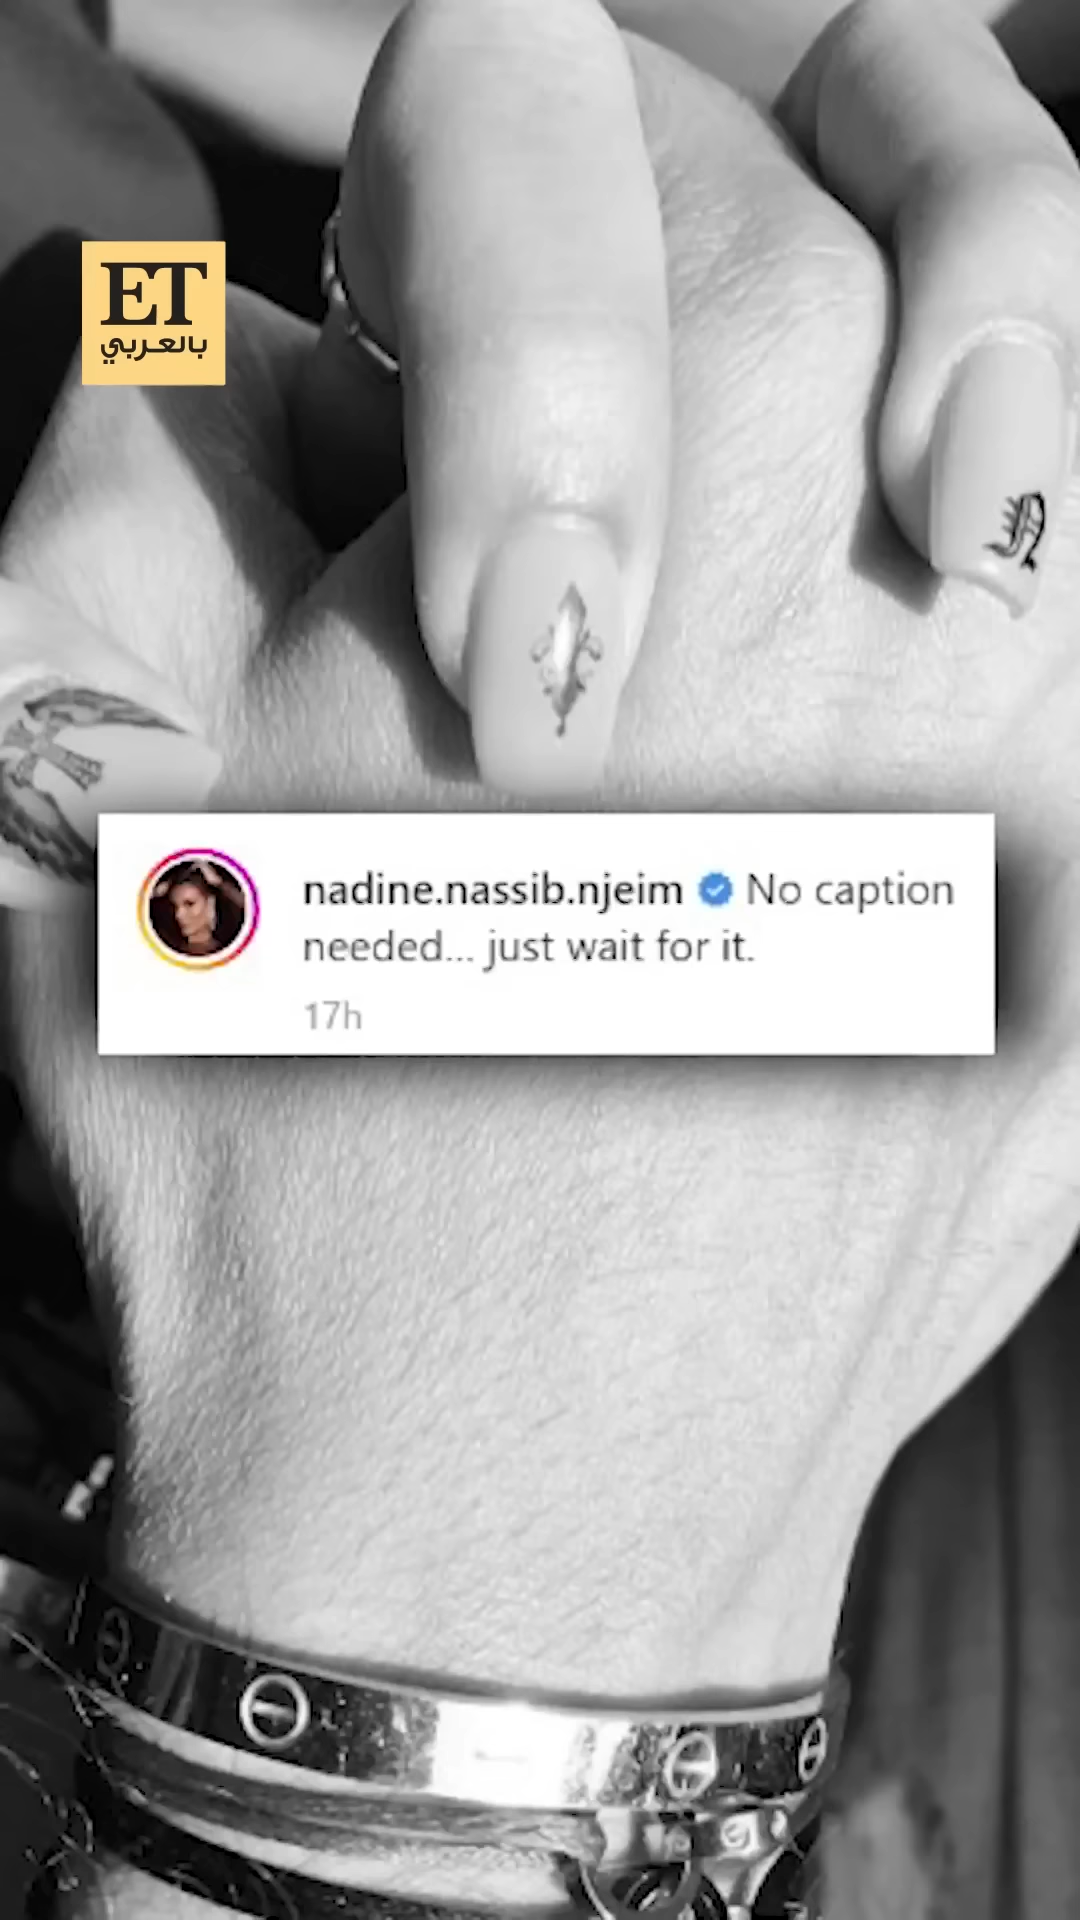 ET
بالعربي
nadine.nassib.njeim No caption
needed... just wait for it.
17h